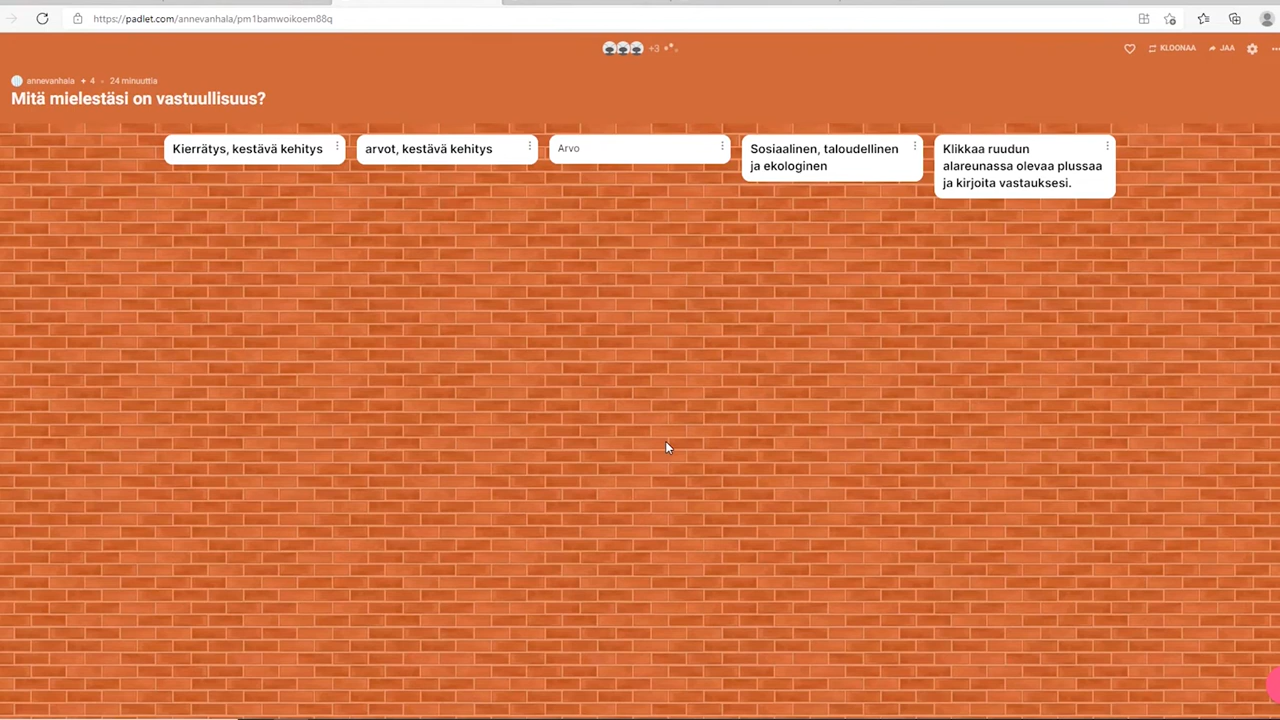 https://padlet.com/annevanhala/pm1bamwoikoem88q
+3
KLOONAA
JAA
annevanhala + 4 • 24 minuuttia
Mitä mielestäsi on vastuullisuus?
Kierrätys, kestävä kehitys
arvot, kestävä kehitys
Arvo
Sosiaalinen, taloudellinen
ja ekologinen
Klikkaa ruudun
alareunassa olevaa plussaa
ja kirjoita vastauksesi.